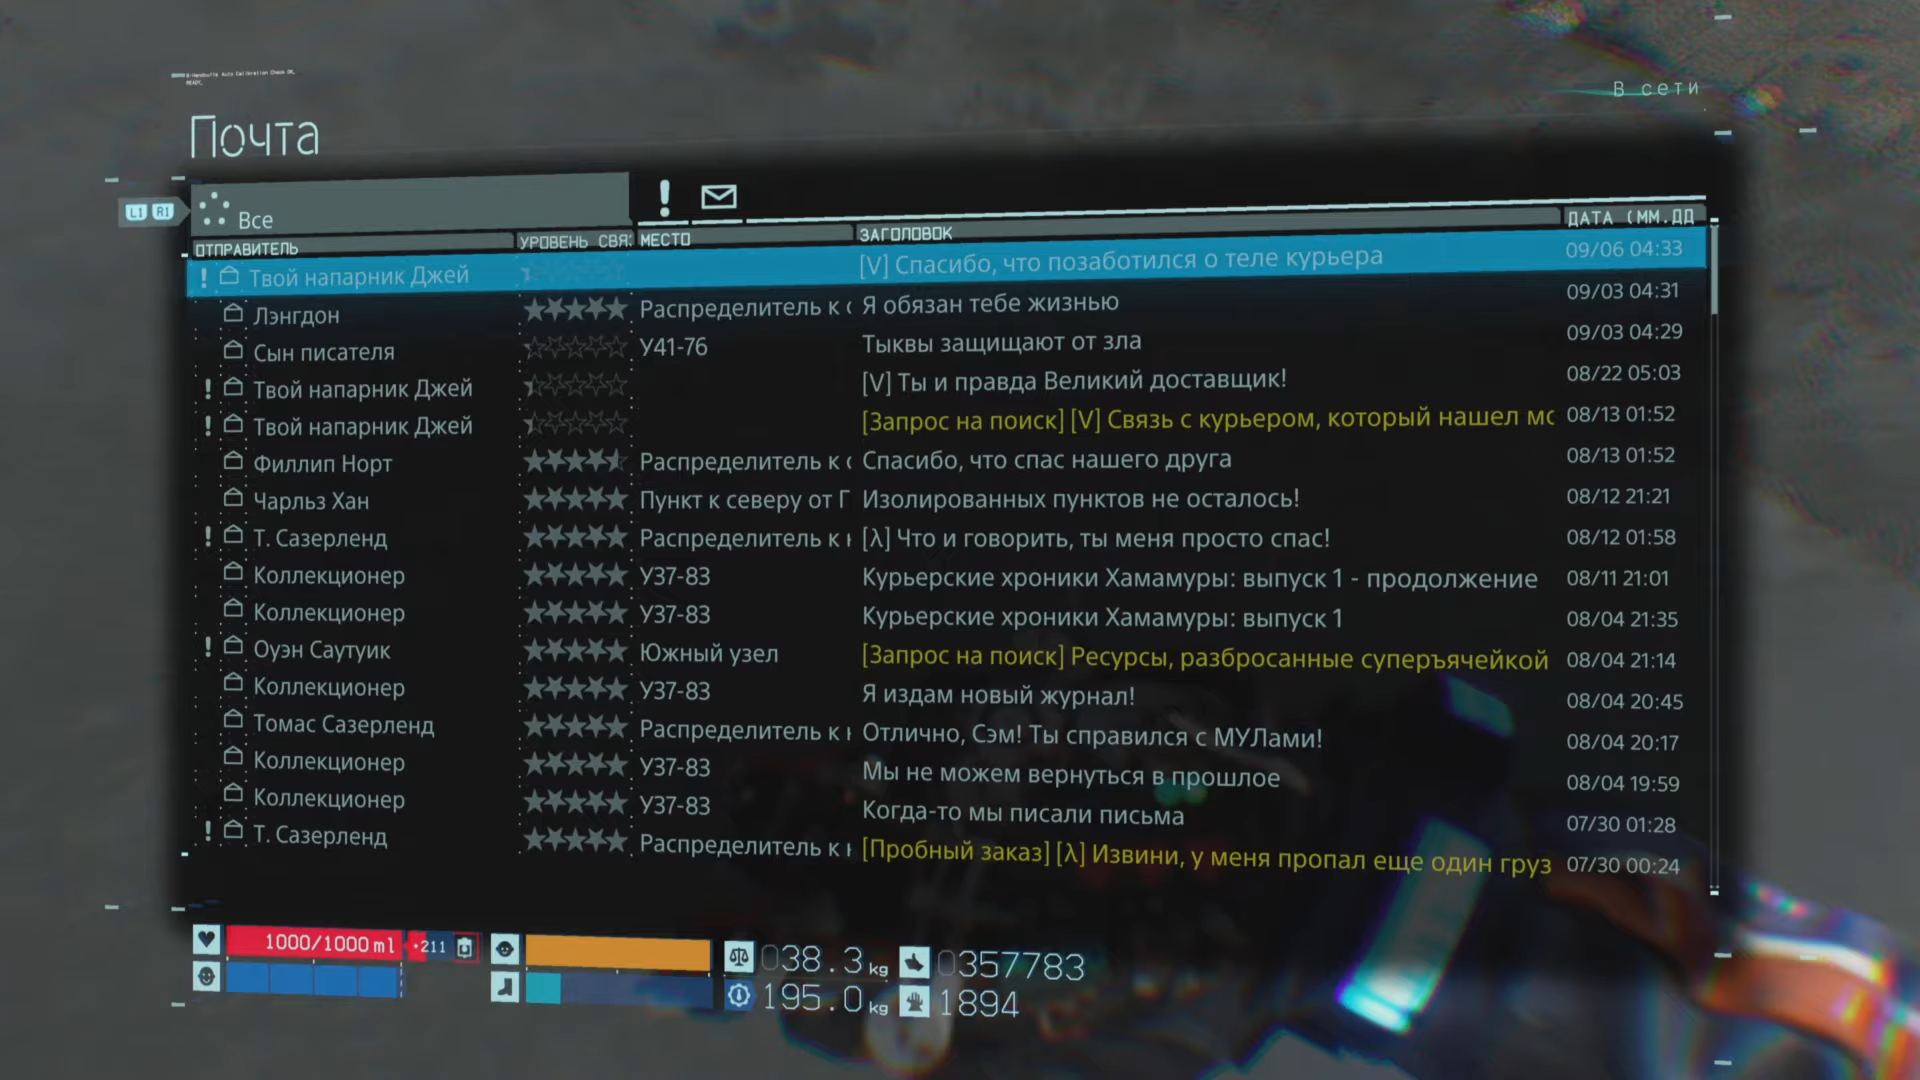 B-Handcuffs Auto Calibration Check OK.
READY.
В сети
Почта
L1 R1 Все
ОТПРАВИТЕЛЬ УРОВЕНЬ СВЯ МЕСТО ЗАГОЛОВОК ДАТА (ММ.ДД
! Твой напарник Джей [V] Спасибо, что позаботился о теле курьера 09/06 04:33
Лэнгдон ★★★★★ Распределитель к Я обязан тебе жизнью 09/03 04:31
Сын писателя У41-76 Тыквы защищают от зла 09/03 04:29
! Твой напарник Джей [V] Ты и правда Великий доставщик! 08/22 05:03
! Твой напарник Джей [Запрос на поиск] [V] Связь с курьером, который нашел мо 08/13 01:52
Филлип Норт Распределитель к Спасибо, что спас нашего друга 08/13 01:52
Чарльз Хан ★★★★★ Пункт к северу от Изолированных пунктов не осталось! 08/12 21:21
! Т. Сазерленд ★★★★★ Распределитель к [λ] Что и говорить, ты меня просто спас! 08/12 01:58
Коллекционер ★★★★★ У37-83 Курьерские хроники Хамамуры: выпуск 1 - продолжение 08/11 21:01
Коллекционер ★★★★★ У37-83 Курьерские хроники Хамамуры: выпуск 1 08/04 21:35
! Оуэн Саутуик ★★★★★ Южный узел [Запрос на поиск] Ресурсы, разбросанные суперъячейкой 08/04 21:14
Коллекционер ★★★★★ У37-83 Я издам новый журнал! 08/04 20:45
Томас Сазерленд ★★★★★ Распределитель к Отлично, Сэм! Ты справился с МУЛами! 08/04 20:17
Коллекционер ★★★★★ У37-83 Мы не можем вернуться в прошлое 08/04 19:59
Коллекционер ★★★★★ У37-83 Когда-то мы писали письма 07/30 01:28
! Т. Сазерленд ★★★★★ Распределитель к [Пробный заказ] [λ] Извини, у меня пропал еще один груз 07/30 00:24
1000/1000 ml +211 038.3 kg 0357783
195.0 kg 1894